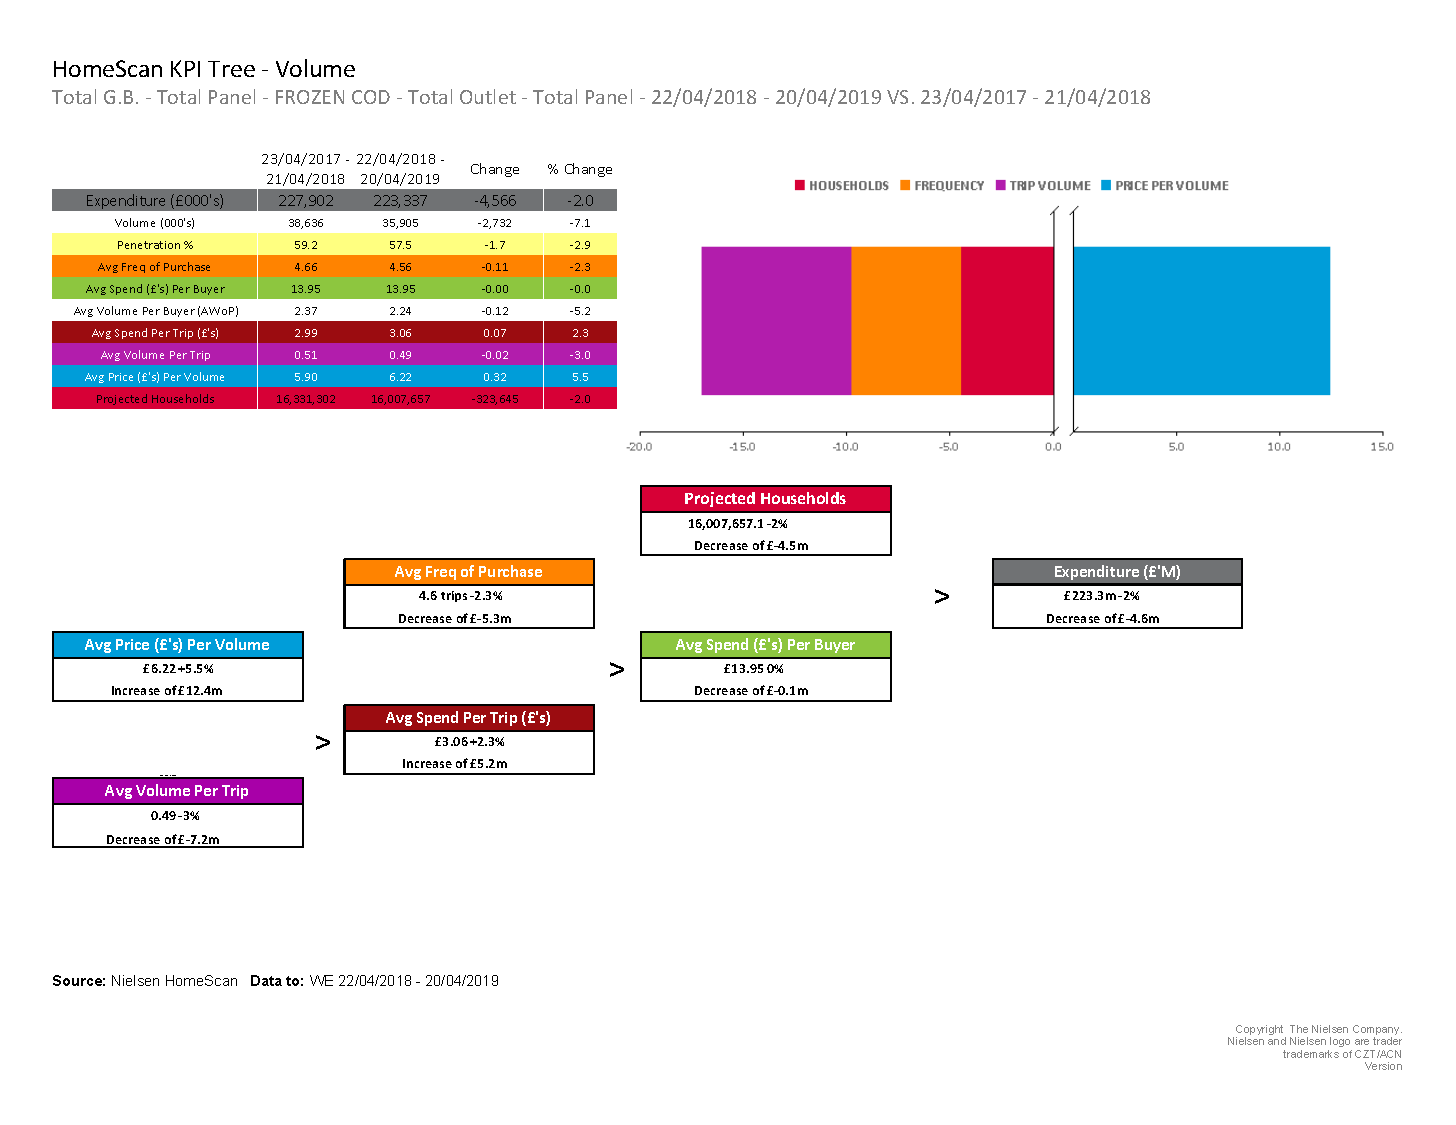 HomeScan KPI Tree - Volume
Total G.B. - Total Panel - FROZEN COD - Total Outlet - Total Panel - 22/04/2018 - 20/04/2019 VS. 23/04/2017 - 21/04/2018
23/04/2017 - 21/04/2018 22/04/2018 - 20/04/2019 Change % Change
Expenditure (£000's) 227,902 223,337 -4,566 -2.0
Volume (000's) 38,636 35,905 -2,732 -7.1
Penetration % 59.2 57.5 -1.7 -2.9
Avg Freq of Purchase 4.66 4.56 -0.11 -2.3
Avg Spend (£'s) Per Buyer 13.95 13.95 -0.00 -0.0
Avg Volume Per Buyer (AWoP) 2.37 2.24 -0.12 -5.2
Avg Spend Per Trip (£'s) 2.99 3.06 0.07 2.3
Avg Volume Per Trip 0.51 0.49 -0.02 -3.0
Avg Price (£'s) Per Volume 5.90 6.22 0.32 5.5
Projected Households 16,331,302 16,007,657 -323,645 -2.0
HOUSEHOLDS FREQUENCY TRIP VOLUME PRICE PER VOLUME
-20.0 -15.0 -10.0 -5.0 0.0 5.0 10.0 15.0
Projected Households
16,007,657.1 -2%
Decrease of £-4.5m
Avg Freq of Purchase
4.6 trips -2.3%
Decrease of £-5.3m
>
Expenditure (£'M)
£223.3m -2%
Decrease of £-4.6m
Avg Price (£'s) Per Volume
£6.22 +5.5%
Increase of £12.4m
>
Avg Spend (£'s) Per Buyer
£13.95 0%
Decrease of £-0.1m
>
Avg Spend Per Trip (£'s)
£3.06 +2.3%
Increase of £5.2m
Avg Volume Per Trip
0.49 -3%
Decrease of £-7.2m
Source: Nielsen HomeScan Data to: WE 22/04/2018 - 20/04/2019
Copyright The Nielsen Company.
Nielsen and Nielsen logo are trader
trademarks of CZT/ACN
Version